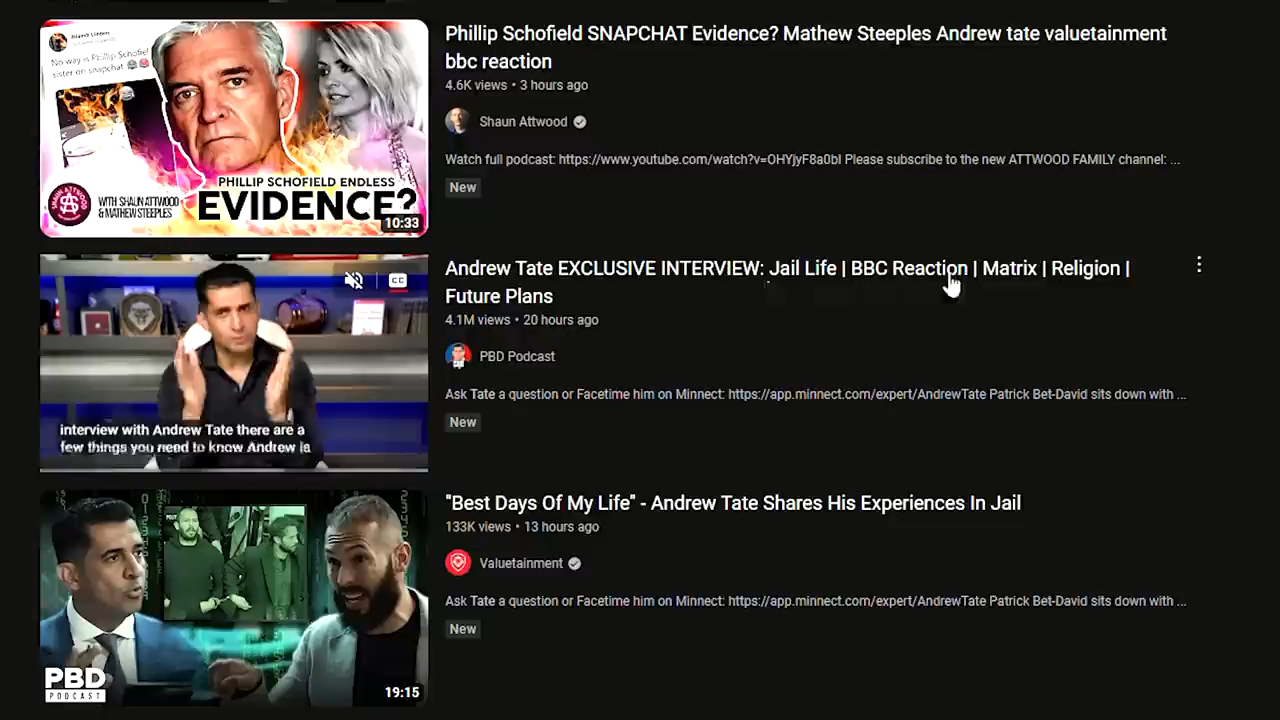 No way is Phillip Schofiel
sister on snapchat
PHILLIP SCHOFIELD ENDLESS
EVIDENCE?
WITH SHAUN ATTWOOD
& MATHEW STEEPLES
10:33
Phillip Schofield SNAPCHAT Evidence? Mathew Steeples Andrew tate valuetainment
bbc reaction
4.6K views • 3 hours ago
Shaun Attwood
Watch full podcast: https://www.youtube.com/watch?v=OHYjyF8a0bI Please subscribe to the new ATTWOOD FAMILY channel: ...
New
CC
interview with Andrew Tate there are a
few things you need to know Andrew is
Andrew Tate EXCLUSIVE INTERVIEW: Jail Life | BBC Reaction | Matrix | Religion |
Future Plans
4.1M views • 20 hours ago
PBD Podcast
Ask Tate a question or Facetime him on Minnect: https://app.minnect.com/expert/AndrewTate Patrick Bet-David sits down with ...
New
PBD
PODCAST
19:15
"Best Days Of My Life" - Andrew Tate Shares His Experiences In Jail
133K views • 13 hours ago
Valuetainment
Ask Tate a question or Facetime him on Minnect: https://app.minnect.com/expert/AndrewTate Patrick Bet-David sits down with ...
New